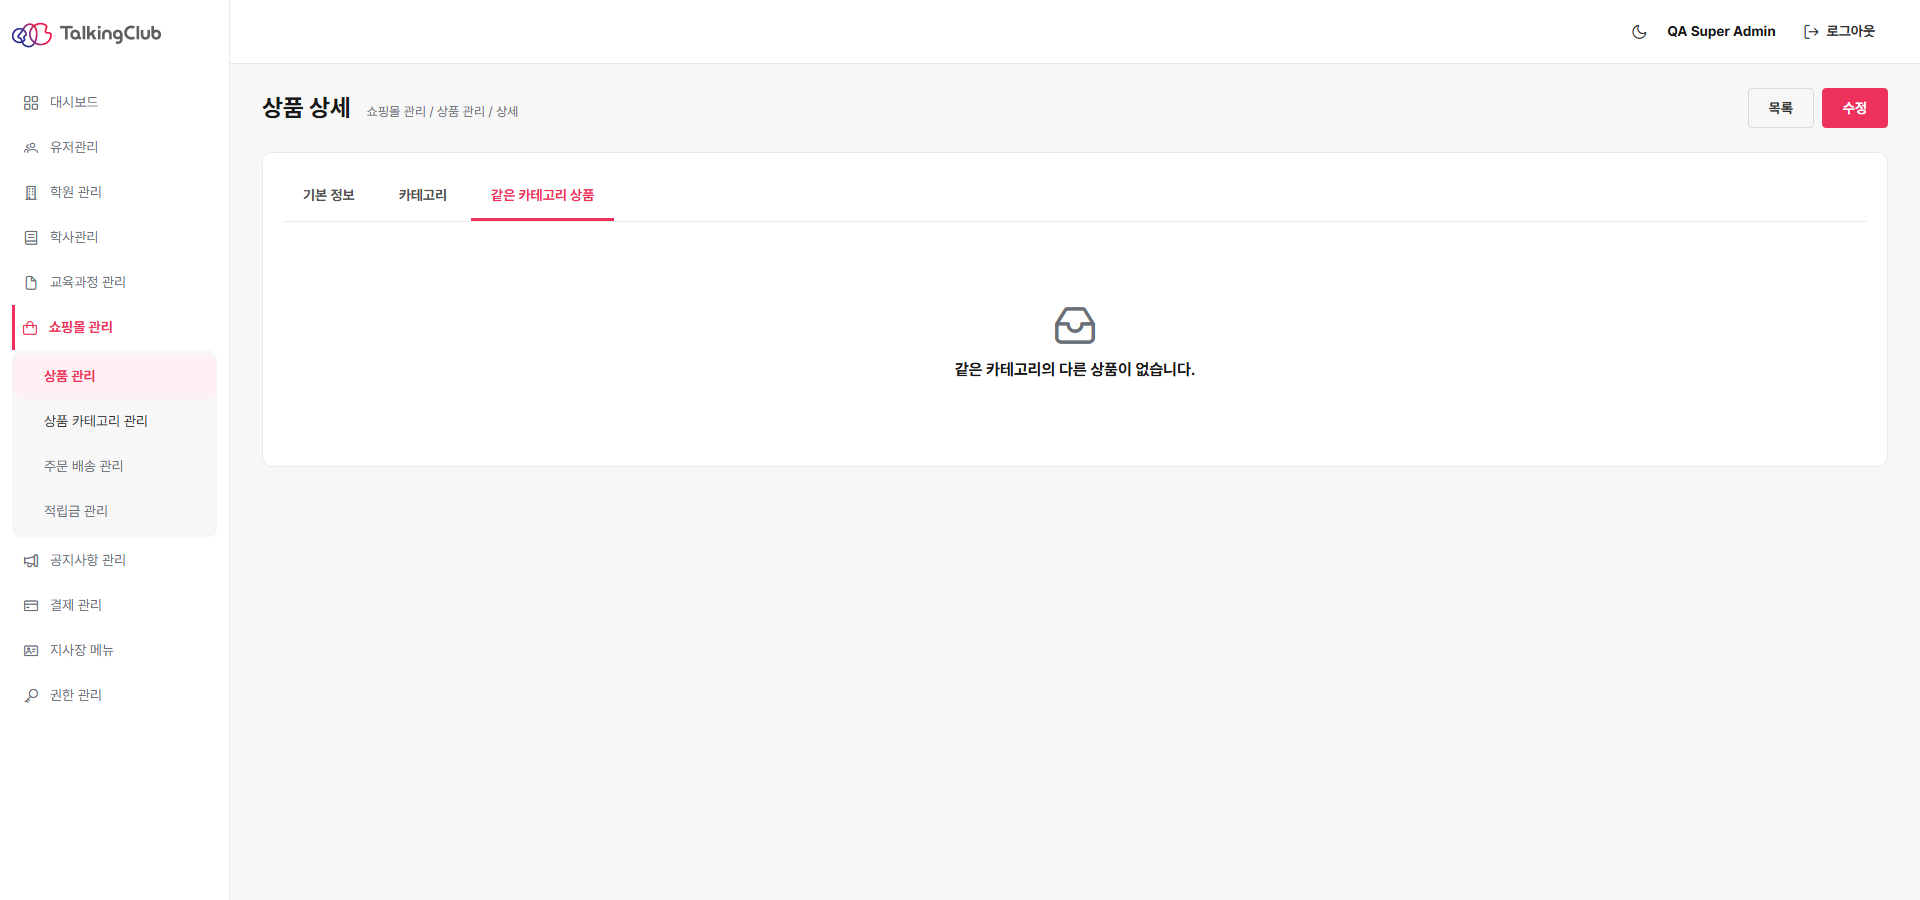 TalkingClub
QA Super Admin
로그아웃
대시보드
유저관리
학원 관리
학사관리
교육과정 관리
쇼핑몰 관리
상품 관리
상품 카테고리 관리
주문 배송 관리
적립금 관리
공지사항 관리
결제 관리
지사장 메뉴
권한 관리
상품 상세
쇼핑몰 관리 / 상품 관리 / 상세
목록
수정
기본 정보
카테고리
같은 카테고리 상품
같은 카테고리의 다른 상품이 없습니다.